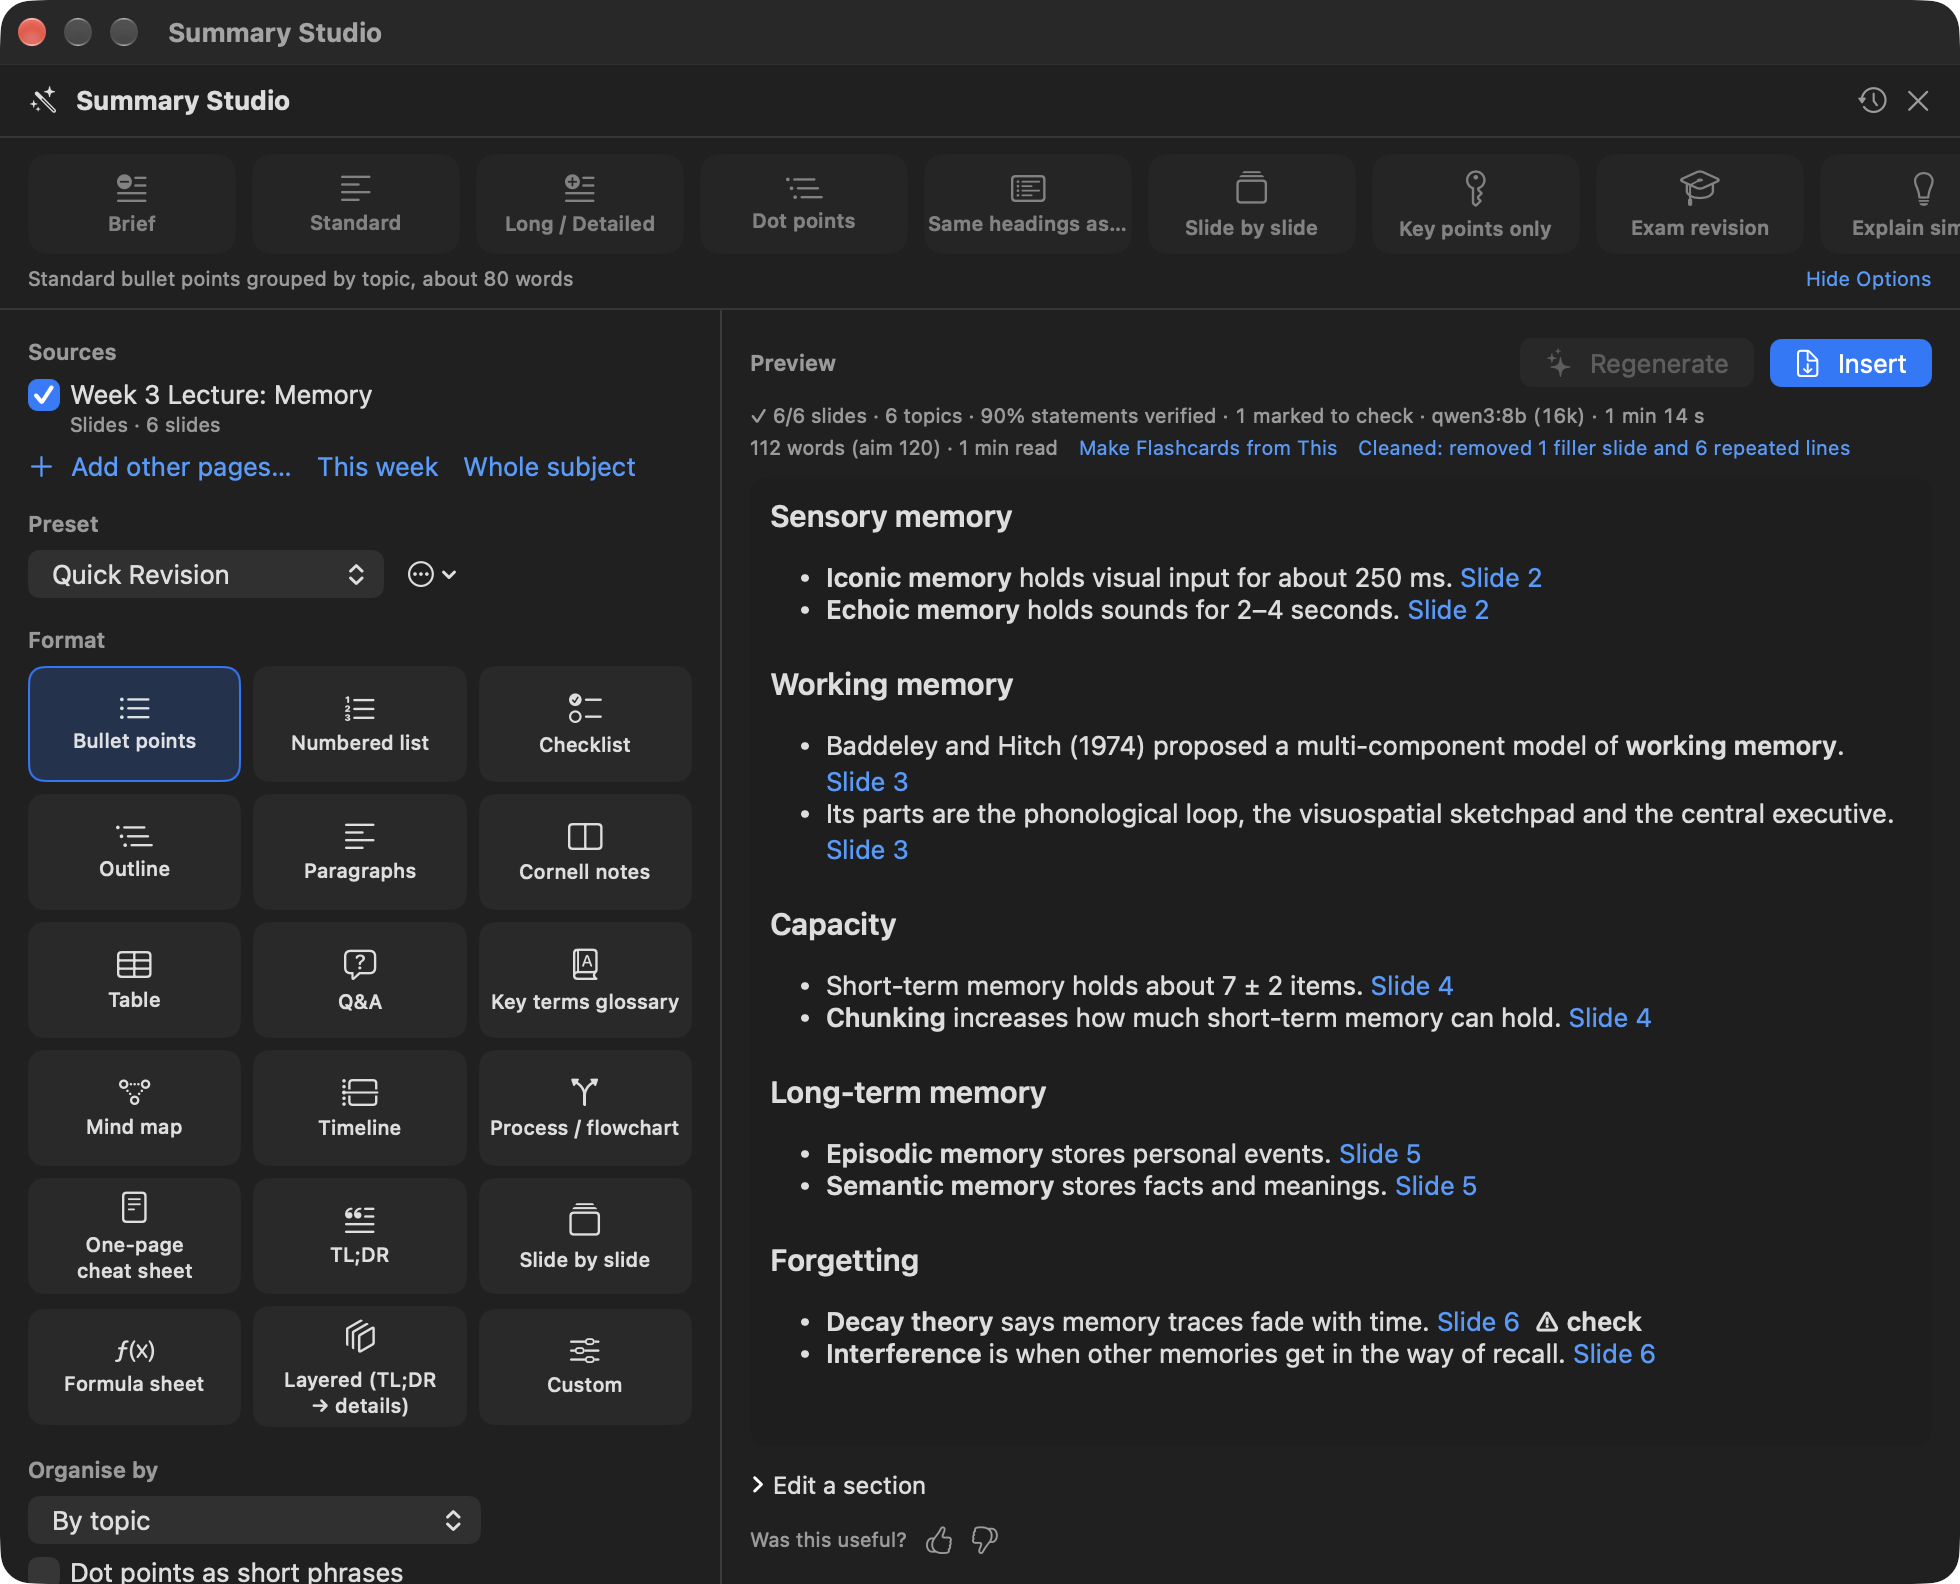 Summary Studio
Summary Studio
Brief
Standard
Long / Detailed
Dot points
Same headings as...
Slide by slide
Key points only
Exam revision
Explain sim
Standard bullet points grouped by topic, about 80 words
Hide Options
Sources
Week 3 Lecture: Memory
Slides · 6 slides
+ Add other pages... This week Whole subject
Preset
Quick Revision
Format
Bullet points
Numbered list
Checklist
Outline
Paragraphs
Cornell notes
Table
Q&A
Key terms glossary
Mind map
Timeline
Process / flowchart
One-page
cheat sheet
TL;DR
Slide by slide
f(x)
Formula sheet
Layered (TL;DR
→ details)
Custom
Organise by
By topic
Dot points as short phrases
Preview
Regenerate
Insert
✓ 6/6 slides · 6 topics · 90% statements verified · 1 marked to check · qwen3:8b (16k) · 1 min 14 s
112 words (aim 120) · 1 min read Make Flashcards from This Cleaned: removed 1 filler slide and 6 repeated lines
Sensory memory
• Iconic memory holds visual input for about 250 ms. Slide 2
• Echoic memory holds sounds for 2–4 seconds. Slide 2
Working memory
• Baddeley and Hitch (1974) proposed a multi-component model of working memory.
Slide 3
• Its parts are the phonological loop, the visuospatial sketchpad and the central executive.
Slide 3
Capacity
• Short-term memory holds about 7 ± 2 items. Slide 4
• Chunking increases how much short-term memory can hold. Slide 4
Long-term memory
• Episodic memory stores personal events. Slide 5
• Semantic memory stores facts and meanings. Slide 5
Forgetting
• Decay theory says memory traces fade with time. Slide 6 ⚠ check
• Interference is when other memories get in the way of recall. Slide 6
Edit a section
Was this useful?